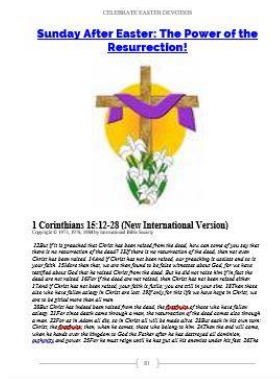 CELEBRATE EASTER DEVOTION
Sunday After Easter: The Power of the
Resurrection!
1 Corinthians 15:12-28 (New International Version)
Copyright © 1973, 1978, 1984 by International Bible Society
12But if it is preached that Christ has been raised from the dead, how can some of you say that
there is no resurrection of the dead? 13If there is no resurrection of the dead, then not even
Christ has been raised. 14And if Christ has not been raised, our preaching is useless and so is
your faith. 15More than that, we are then found to be false witnesses about God, for we have
testified about God that he raised Christ from the dead. But he did not raise him if in fact the
dead are not raised. 16For if the dead are not raised, then Christ has not been raised either.
17And if Christ has not been raised, your faith is futile; you are still in your sins. 18Then those
also who have fallen asleep in Christ are lost. 19If only for this life we have hope in Christ, we
are to be pitied more than all men.
20But Christ has indeed been raised from the dead, the firstfruits of those who have fallen
asleep. 21For since death came through a man, the resurrection of the dead comes also through
a man. 22For as in Adam all die, so in Christ all will be made alive. 23But each in his own turn:
Christ, the firstfruits; then, when he comes, those who belong to him. 24Then the end will come,
when he hands over the kingdom to God the Father after he has destroyed all dominion,
authority and power. 25For he must reign until he has put all his enemies under his feet. 26The